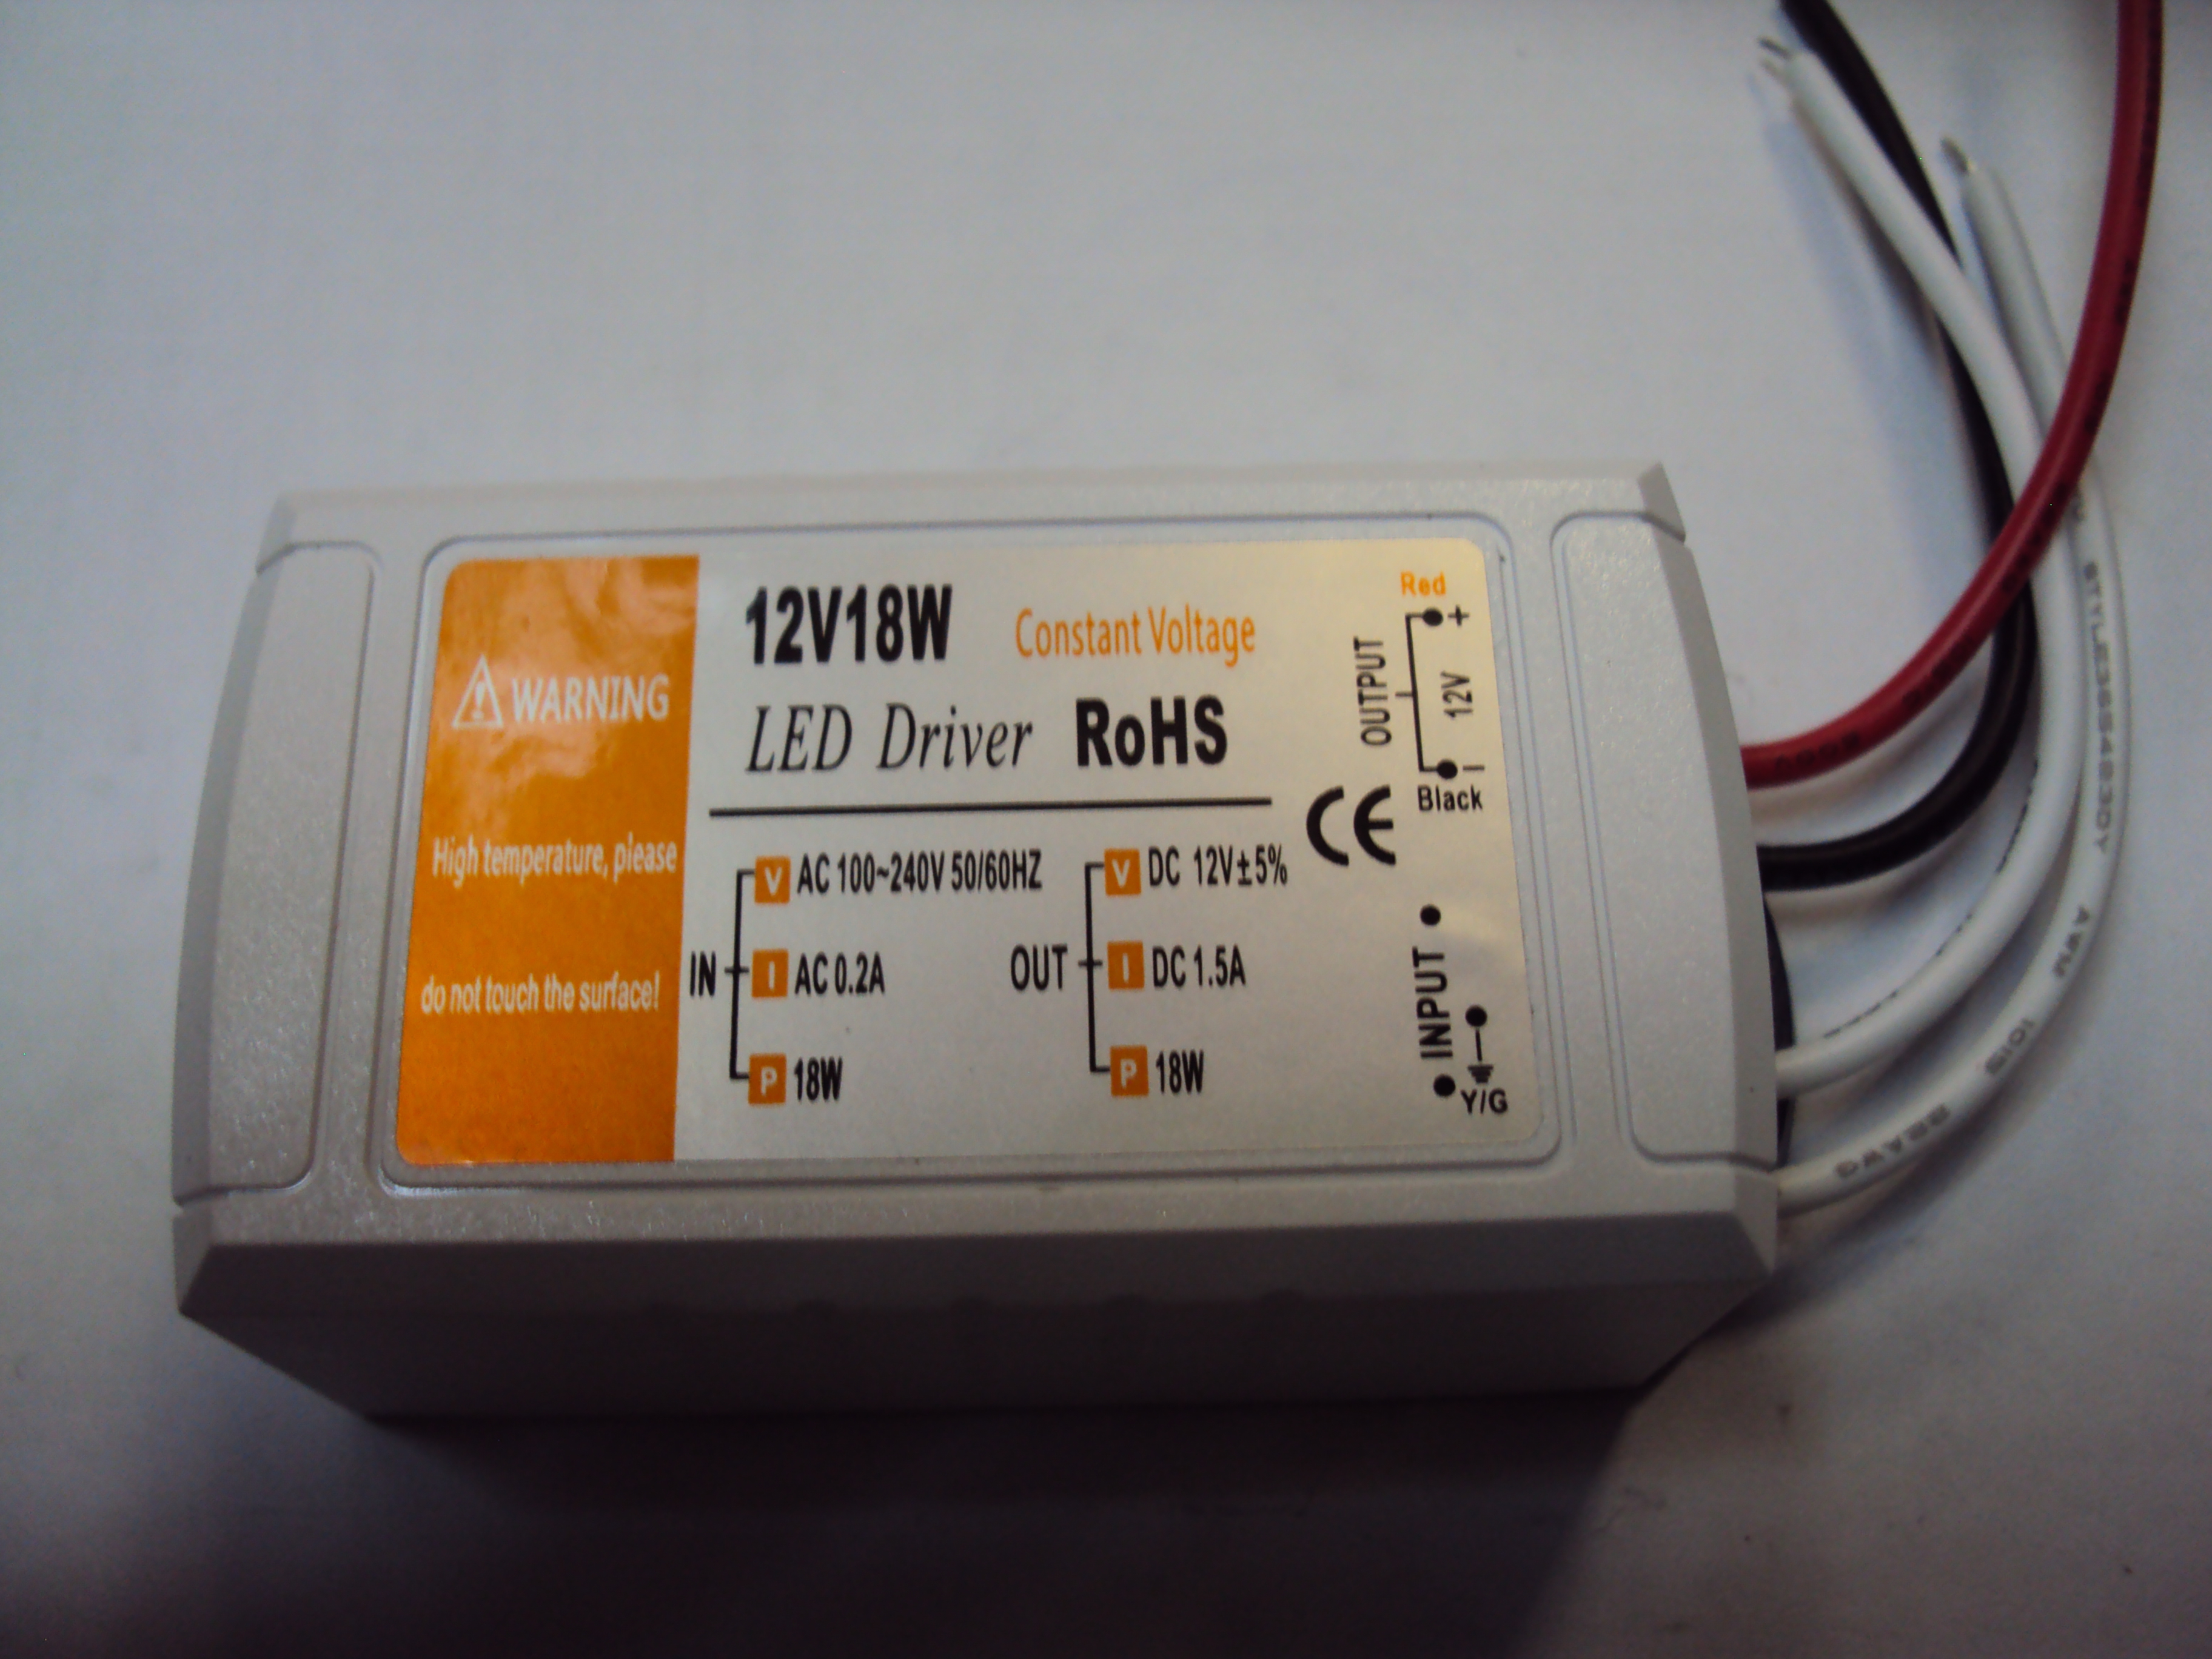 WARNING
High temperature, please
do not touch the surface!
12V18W Constant Voltage
LED Driver RoHS
IN
V AC 100~240V 50/60HZ
I AC 0.2A
P 18W
OUT
V DC 12V±5%
I DC 1.5A
P 18W
CE
Red
OUTPUT
+
12V
-
Black
INPUT
Y/G